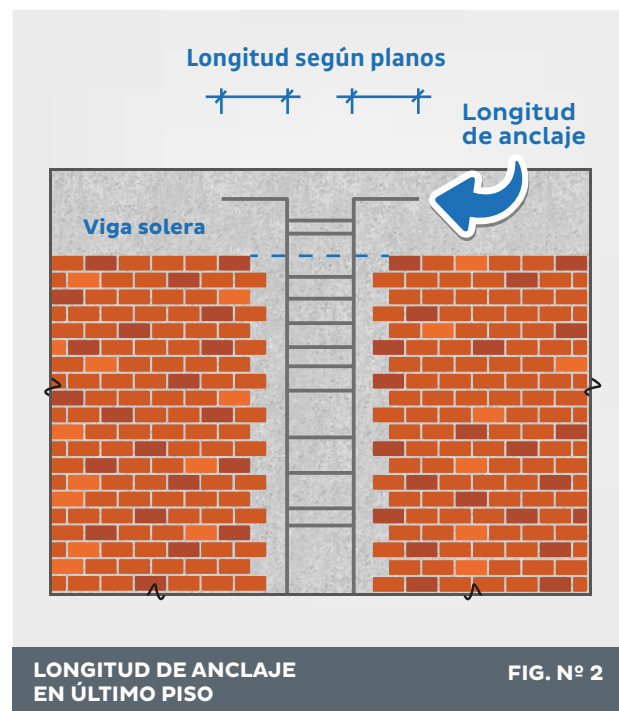 Longitud según planos
Longitud
de anclaje
Viga solera
LONGITUD DE ANCLAJE
EN ÚLTIMO PISO
FIG. Nº 2